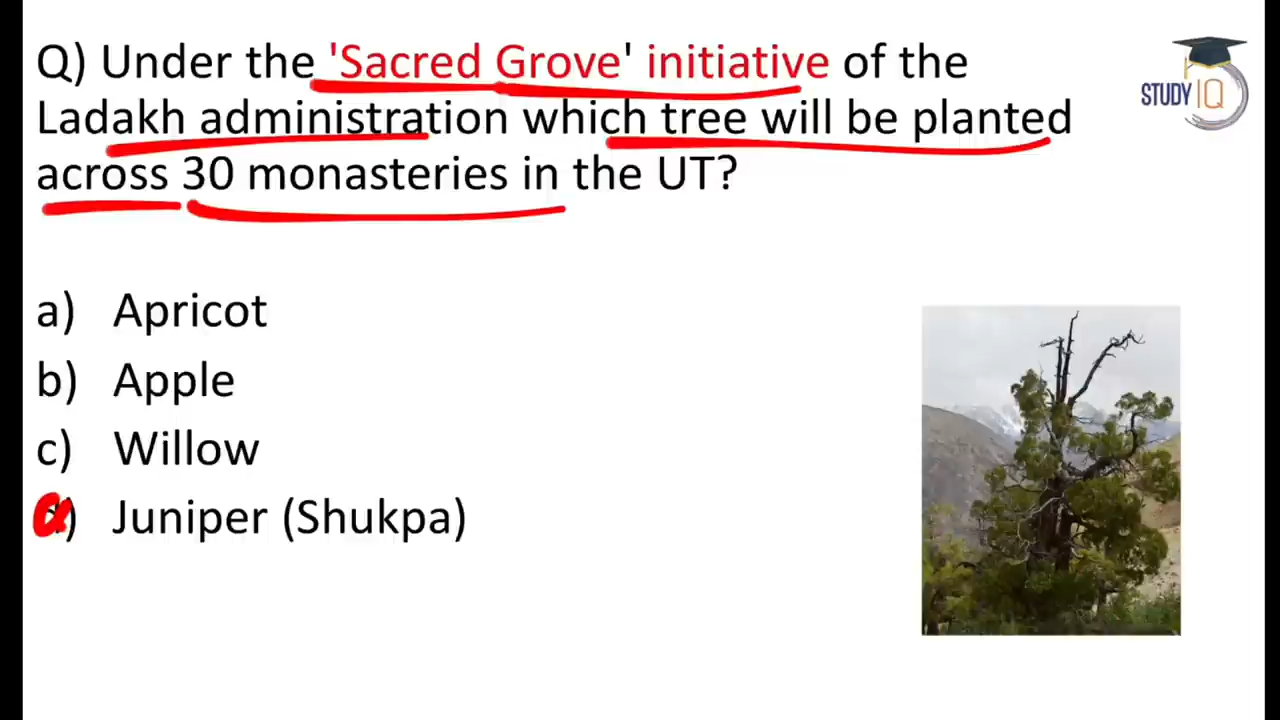 Q) Under the 'Sacred Grove' initiative of the
Ladakh administration which tree will be planted
across 30 monasteries in the UT?
STUDY IQ
a) Apricot
b) Apple
c) Willow
d) Juniper (Shukpa)